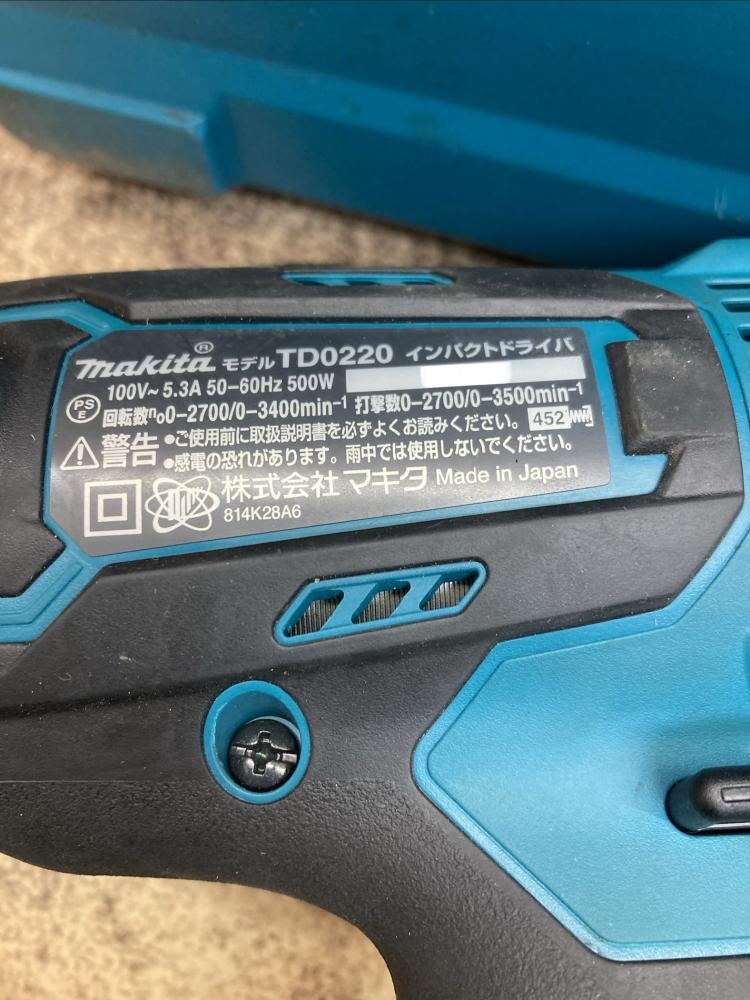 makita® モデル TD0220 インパクトドライバ
100V～ 5.3A 50-60Hz 500W
PS E 回転数n₀0-2700/0-3400min⁻¹ 打撃数0-2700/0-3500min⁻¹
警告 •ご使用前に取扱説明書を必ずよくお読みください。 452
•感電の恐れがあります。雨中では使用しないでください。
株式会社 マキタ Made in Japan
814K28A6